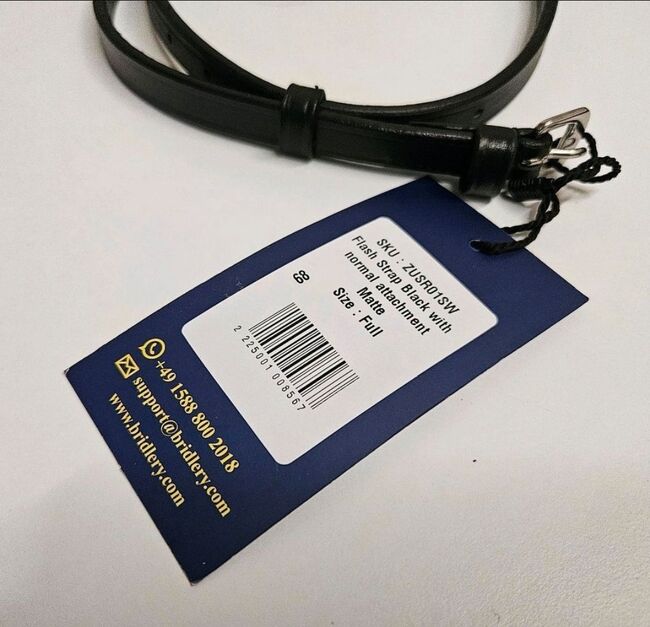 SKU : ZUSR01SW
Flash Strap Black with
normal attachment
Matte
Size : Full
68
2 225001 008567
+49 1588 800 2018
support@bridlery.com
www.bridlery.com